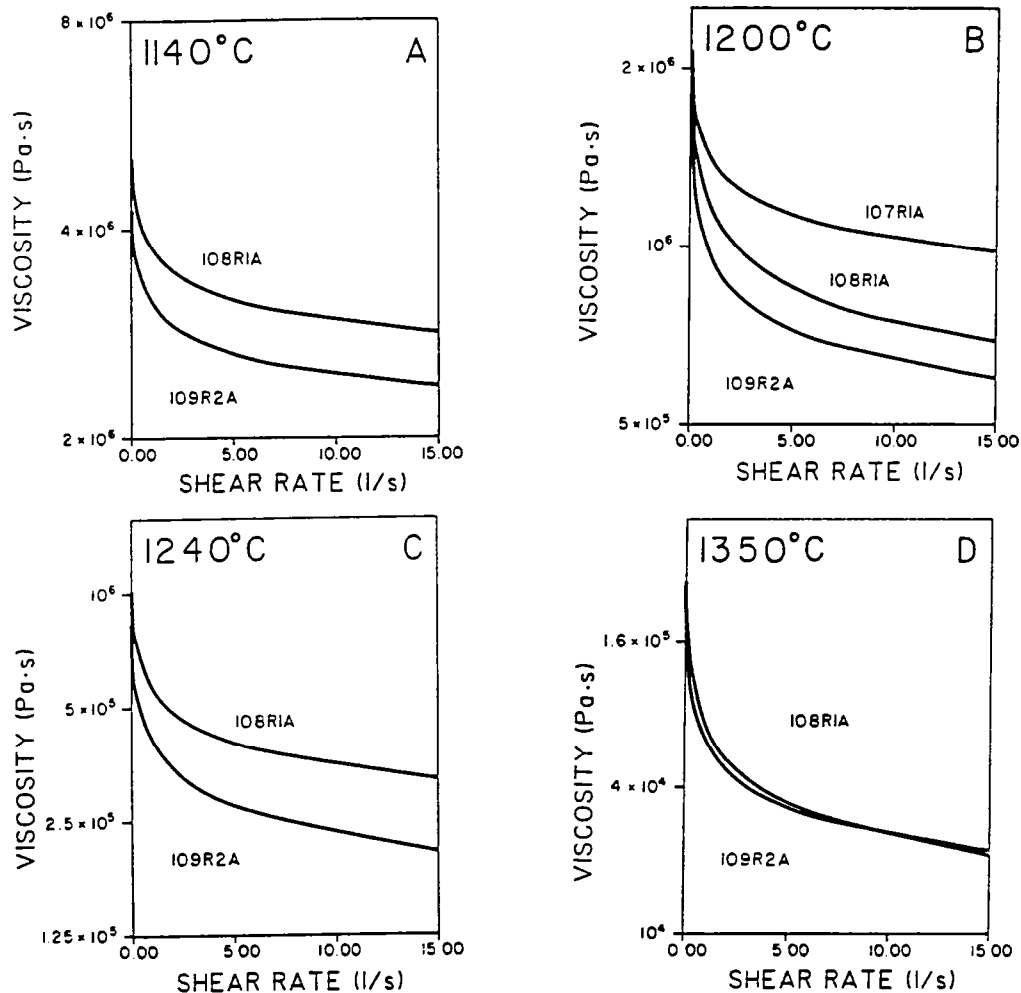 1140°C A
VISCOSITY (Pa·s)
8 × 10⁶
4 × 10⁶
2 × 10⁶
108R1A
109R2A
0.00 5.00 10.00 15.00
SHEAR RATE (1/s)
1200°C B
VISCOSITY (Pa·s)
2 × 10⁶
10⁶
5 × 10⁵
107R1A
108R1A
109R2A
0.00 5.00 10.00 15.00
SHEAR RATE (1/s)
1240°C C
VISCOSITY (Pa·s)
10⁶
5 × 10⁵
2.5 × 10⁵
1.25 × 10⁵
108R1A
109R2A
0.00 5.00 10.00 15.00
SHEAR RATE (1/s)
1350°C D
VISCOSITY (Pa·s)
1.6 × 10⁵
4 × 10⁴
10⁴
108R1A
109R2A
0.00 5.00 10.00 15.00
SHEAR RATE (1/s)